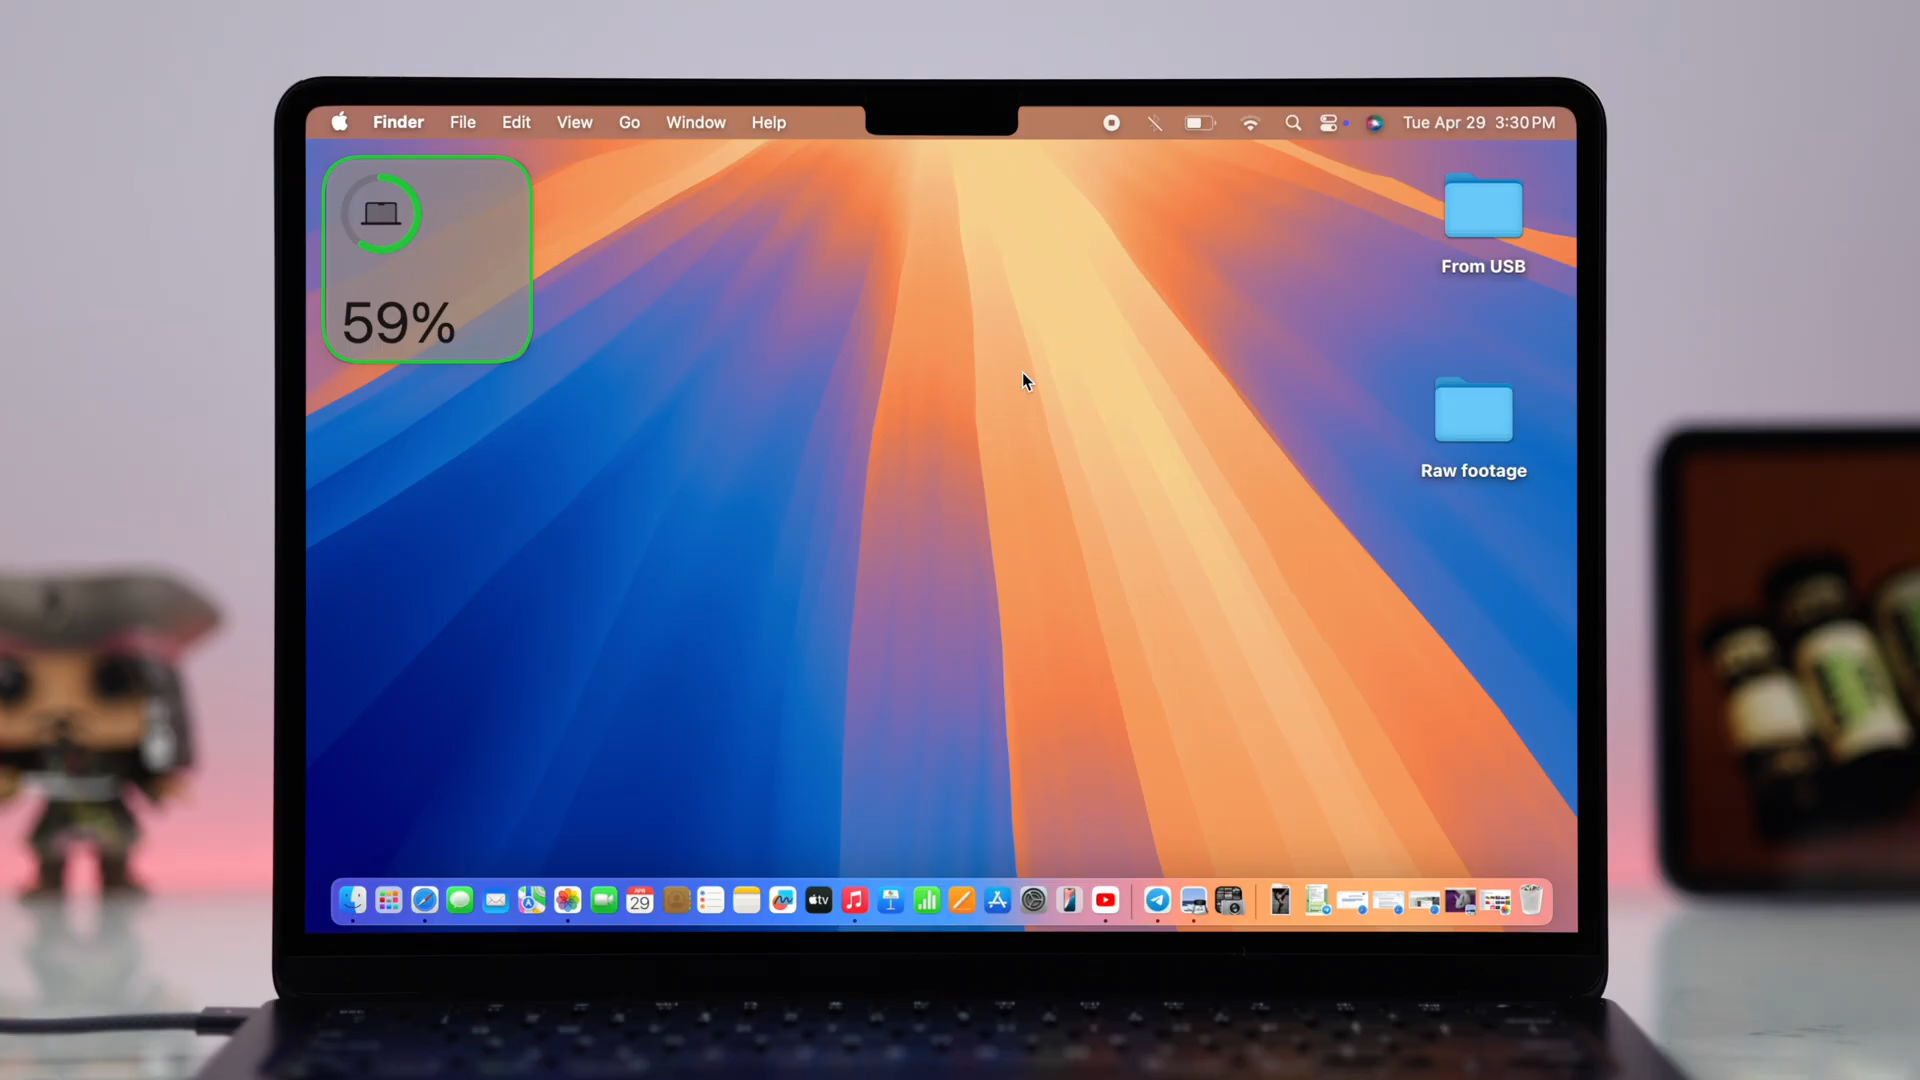 Finder File Edit View Go Window Help
Tue Apr 29 3:30 PM
59%
From USB
Raw footage
APR
29
tv